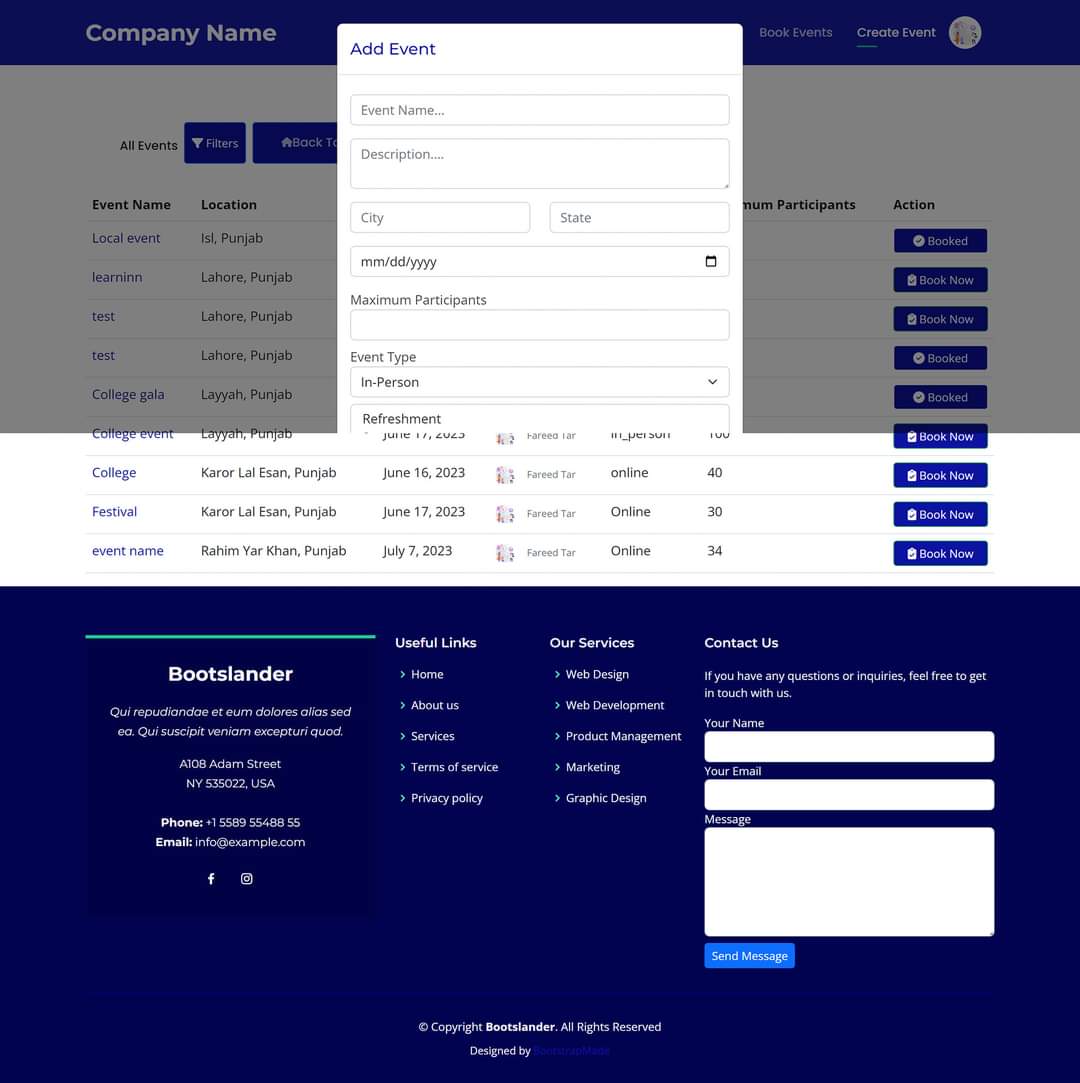 Company Name
Book Events
Create Event
Add Event
Event Name...
Description....
City
State
mm/dd/yyyy
Maximum Participants
Event Type
In-Person
Refreshment
All Events
Filters
Back To
Event Name Location mum Participants Action
Local event Isl, Punjab Booked
learninn Lahore, Punjab Book Now
test Lahore, Punjab Book Now
test Lahore, Punjab Booked
College gala Layyah, Punjab Booked
College event Layyah, Punjab June 17, 2023 Fareed Tar in_person 100 Book Now
College Karor Lal Esan, Punjab June 16, 2023 Fareed Tar online 40 Book Now
Festival Karor Lal Esan, Punjab June 17, 2023 Fareed Tar Online 30 Book Now
event name Rahim Yar Khan, Punjab July 7, 2023 Fareed Tar Online 34 Book Now
Bootslander
Qui repudiandae et eum dolores alias sed
ea. Qui suscipit veniam excepturi quod.
A108 Adam Street
NY 535022, USA
Phone: +1 5589 55488 55
Email: info@example.com
Useful Links
Home
About us
Services
Terms of service
Privacy policy
Our Services
Web Design
Web Development
Product Management
Marketing
Graphic Design
Contact Us
If you have any questions or inquiries, feel free to get
in touch with us.
Your Name
Your Email
Message
Send Message
© Copyright Bootslander. All Rights Reserved
Designed by BootstrapMade